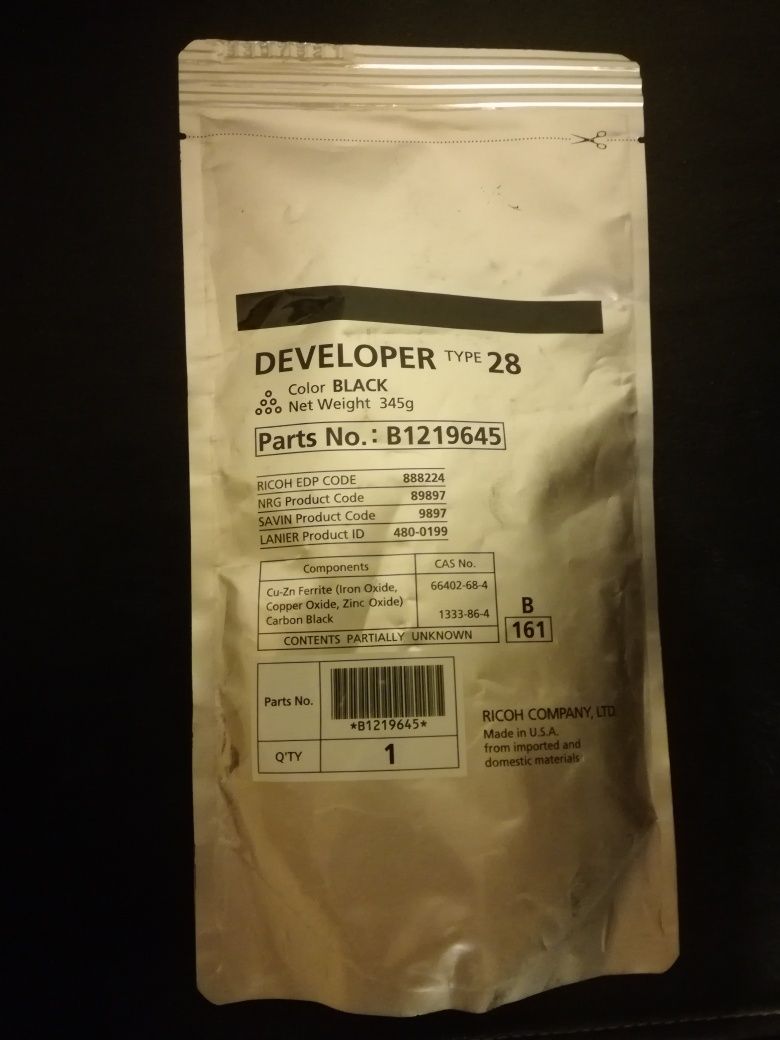 DEVELOPER TYPE 28
Color BLACK
Net Weight 345g
Parts No.: B1219645
RICOH EDP CODE 888224
NRG Product Code 89897
SAVIN Product Code 9897
LANIER Product ID 480-0199
Components CAS No.
Cu-Zn Ferrite (Iron Oxide, 66402-68-4
Copper Oxide, Zinc Oxide)
Carbon Black 1333-86-4
CONTENTS PARTIALLY UNKNOWN
B
161
Parts No.
*B1219645*
Q'TY 1
RICOH COMPANY, LTD.
Made in U.S.A.
from imported and
domestic materials